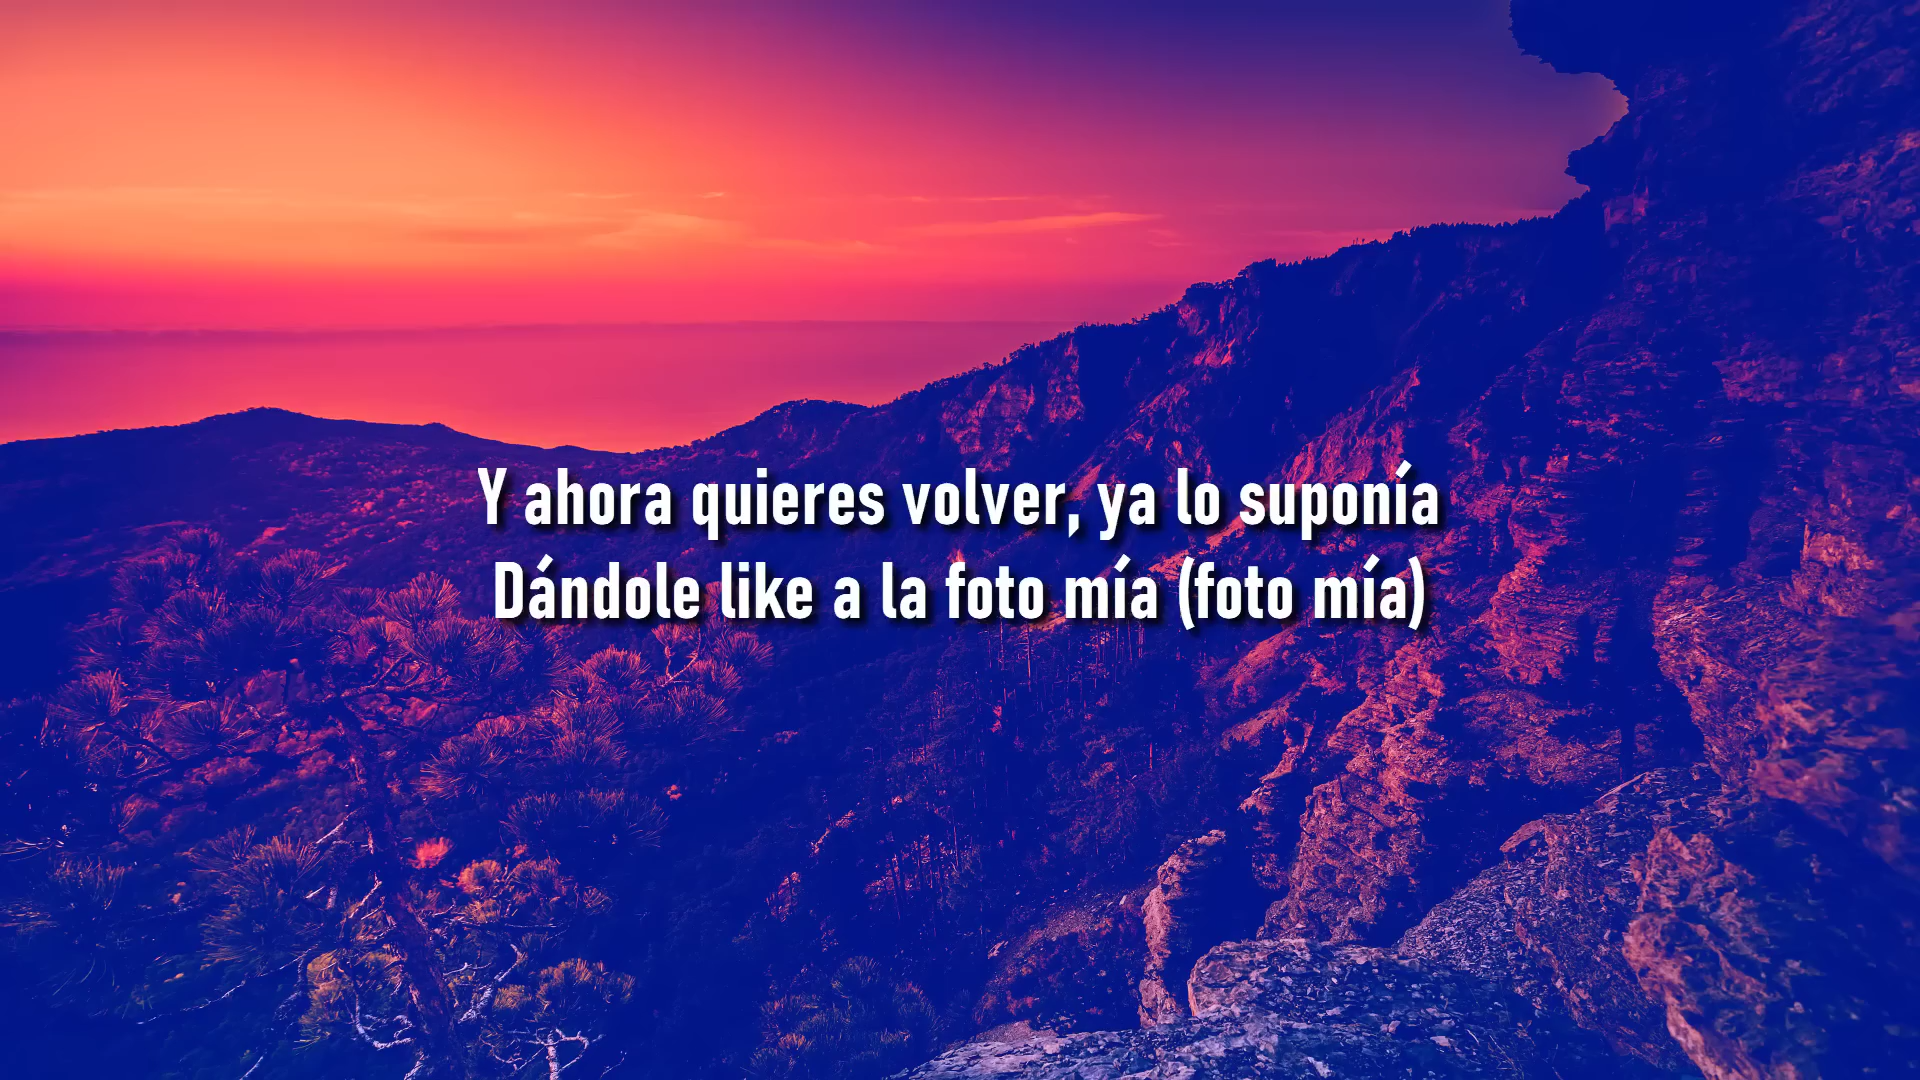 Y ahora quieres volver, ya lo suponía
Dándole like a la foto mía (foto mía)